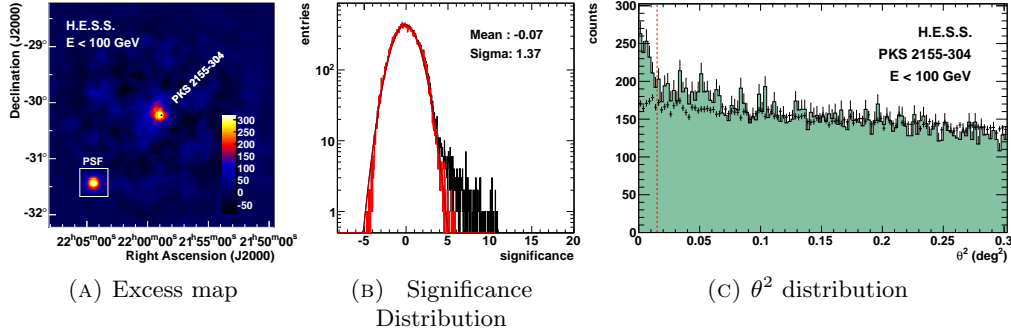 H.E.S.S.
E < 100 GeV
PKS 2155-304
PSF
300
250
200
150
100
50
0
-50
-29°
-30°
-31°
-32°
Declination (J2000)
22ʰ05ᵐ00ˢ 22ʰ00ᵐ00ˢ 21ʰ55ᵐ00ˢ 21ʰ50ᵐ00ˢ
Right Ascension (J2000)
(A) Excess map
entries
10²
10
1
Mean : -0.07
Sigma: 1.37
-5 0 5 10 15 20
significance
(B) Significance
Distribution
counts
300
250
200
150
100
50
0
H.E.S.S.
PKS 2155-304
E < 100 GeV
0 0.05 0.1 0.15 0.2 0.25 0.3
θ² (deg²)
(C) θ² distribution